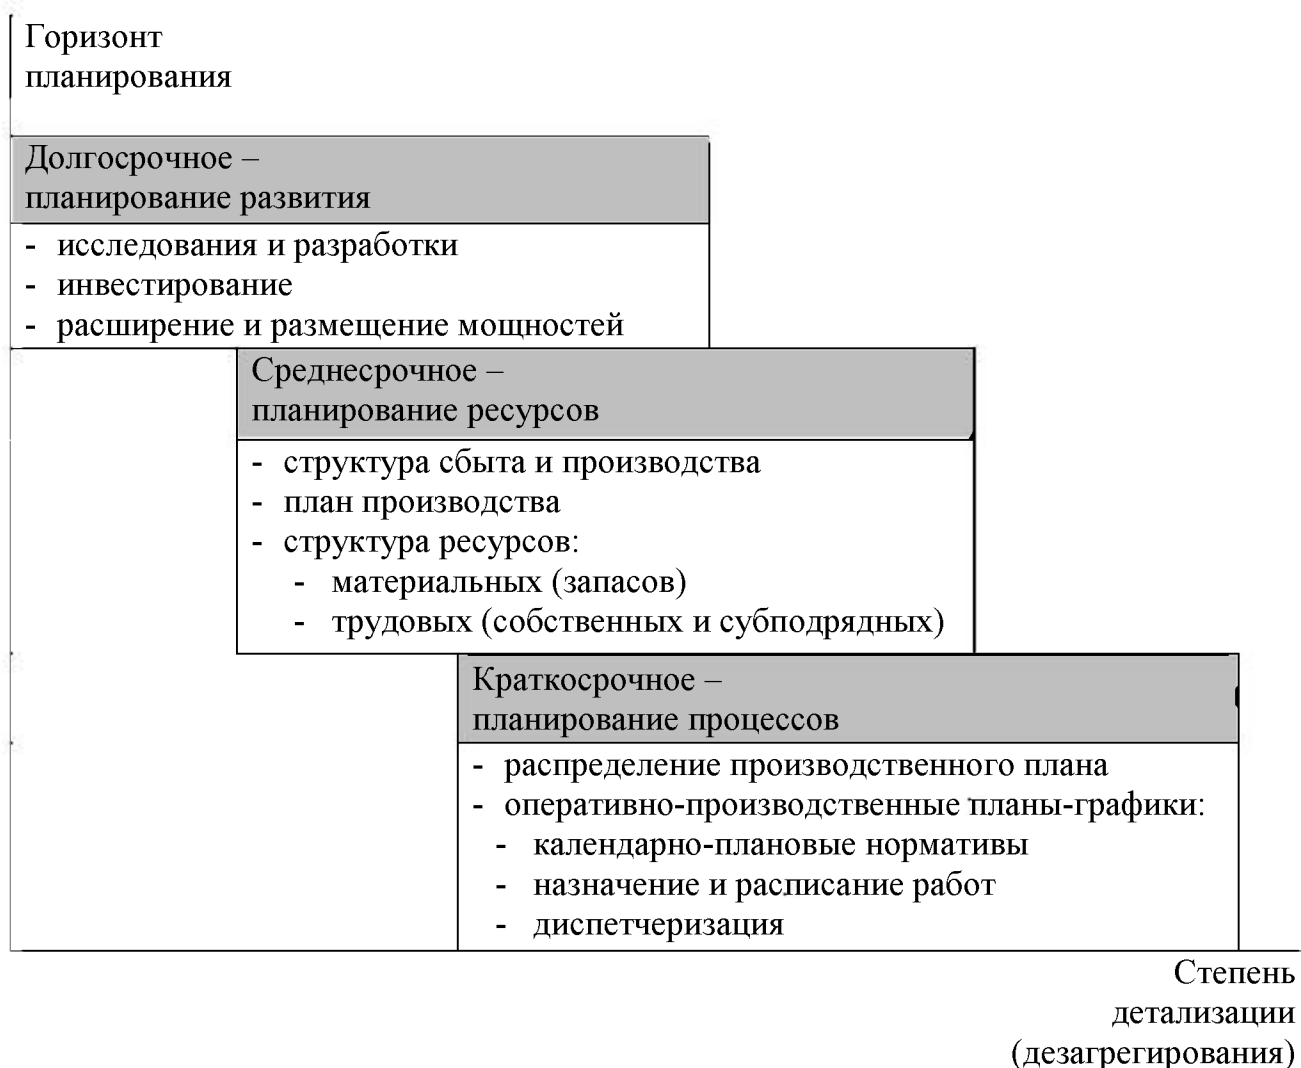 Горизонт
планирования
Долгосрочное –
планирование развития
- исследования и разработки
- инвестирование
- расширение и размещение мощностей
Среднесрочное –
планирование ресурсов
- структура сбыта и производства
- план производства
- структура ресурсов:
- материальных (запасов)
- трудовых (собственных и субподрядных)
Краткосрочное –
планирование процессов
- распределение производственного плана
- оперативно-производственные планы-графики:
- календарно-плановые нормативы
- назначение и расписание работ
- диспетчеризация
Степень
детализации
(дезагрегирования)